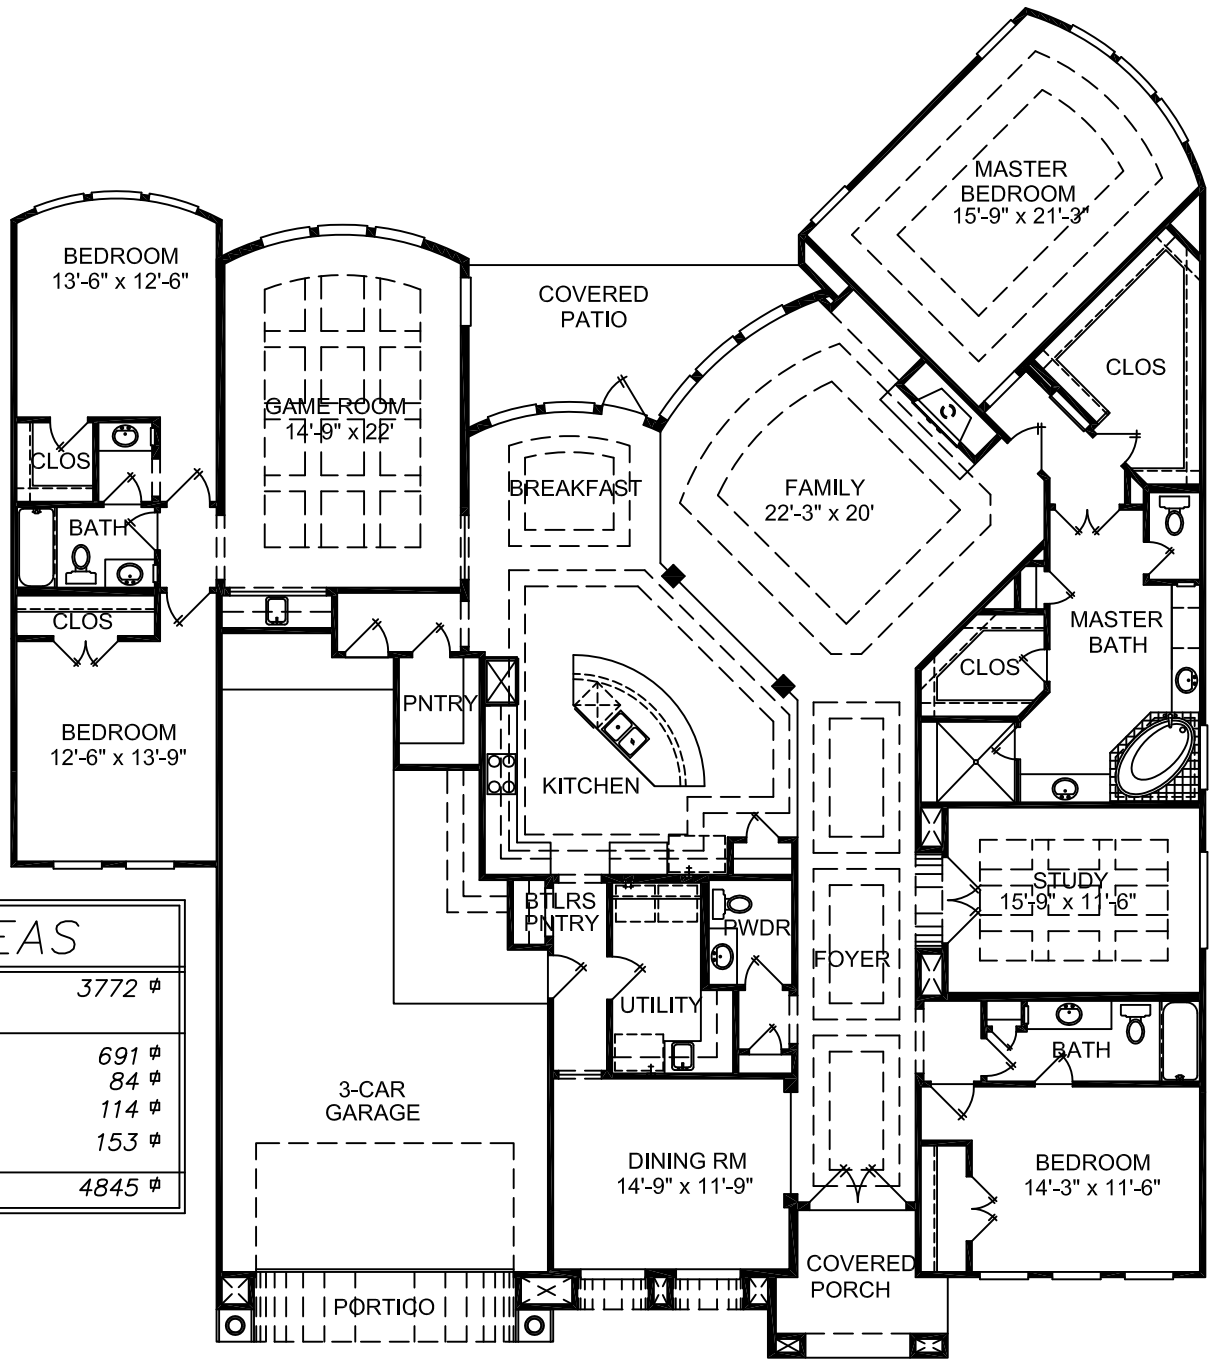 MASTER
BEDROOM
15'-9" x 21'-3"
BEDROOM
13'-6" x 12'-6"
COVERED
PATIO
CLOS
GAME ROOM
14'-9" x 22'
CLOS
BREAKFAST
FAMILY
22'-3" x 20'
BATH
CLOS
MASTER
BATH
CLOS
PNTRY
BEDROOM
12'-6" x 13'-9"
KITCHEN
STUDY
15'-9" x 11'-6"
BTLRS
PNTRY
PWDR
FOYER
UTILITY
EAS
3772
691
84
114
153
4845
BATH
3-CAR
GARAGE
DINING RM
14'-9" x 11'-9"
BEDROOM
14'-3" x 11'-6"
COVERED
PORCH
PORTICO